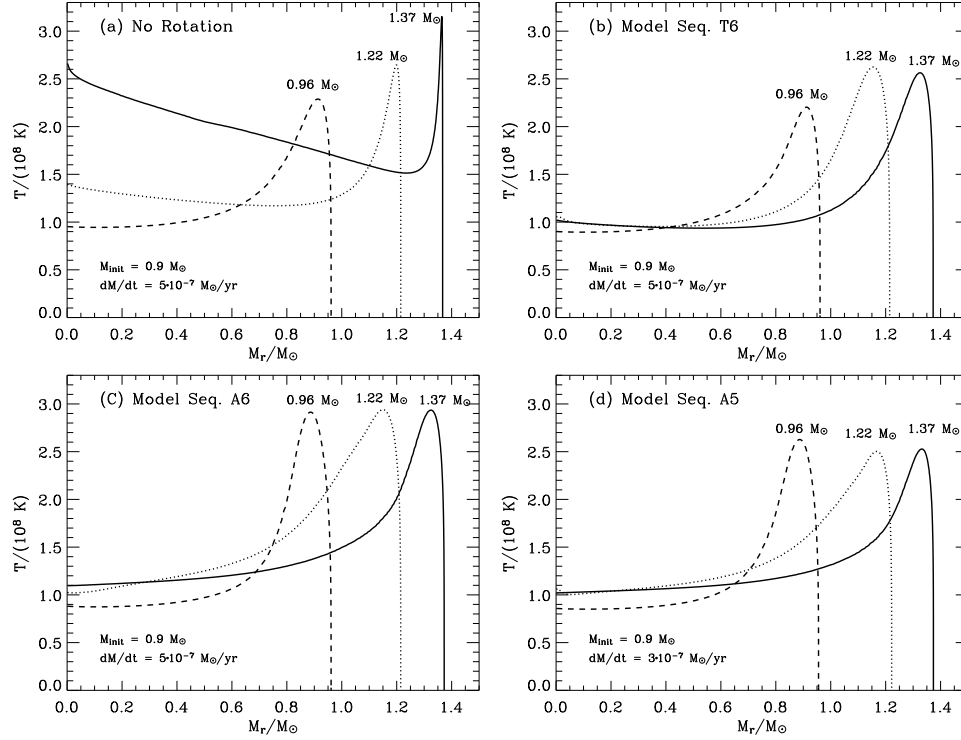 (a) No Rotation
1.37 M⊙
1.22 M⊙
0.96 M⊙
M_init = 0.9 M⊙
dM/dt = 5·10⁻⁷ M⊙/yr
T/(10⁸ K)
3.0
2.5
2.0
1.5
1.0
0.5
0.0
0.0 0.2 0.4 0.6 0.8 1.0 1.2 1.4
M_r/M⊙
(b) Model Seq. T6
1.22 M⊙
1.37 M⊙
0.96 M⊙
M_init = 0.9 M⊙
dM/dt = 5·10⁻⁷ M⊙/yr
T/(10⁸ K)
3.0
2.5
2.0
1.5
1.0
0.5
0.0
0.0 0.2 0.4 0.6 0.8 1.0 1.2 1.4
M_r/M⊙
(C) Model Seq. A6
0.96 M⊙ 1.22 M⊙ 1.37 M⊙
M_init = 0.9 M⊙
dM/dt = 5·10⁻⁷ M⊙/yr
T/(10⁸ K)
3.0
2.5
2.0
1.5
1.0
0.5
0.0
0.0 0.2 0.4 0.6 0.8 1.0 1.2 1.4
M_r/M⊙
(d) Model Seq. A5
0.96 M⊙
1.22 M⊙
1.37 M⊙
M_init = 0.9 M⊙
dM/dt = 3·10⁻⁷ M⊙/yr
T/(10⁸ K)
3.0
2.5
2.0
1.5
1.0
0.5
0.0
0.0 0.2 0.4 0.6 0.8 1.0 1.2 1.4
M_r/M⊙